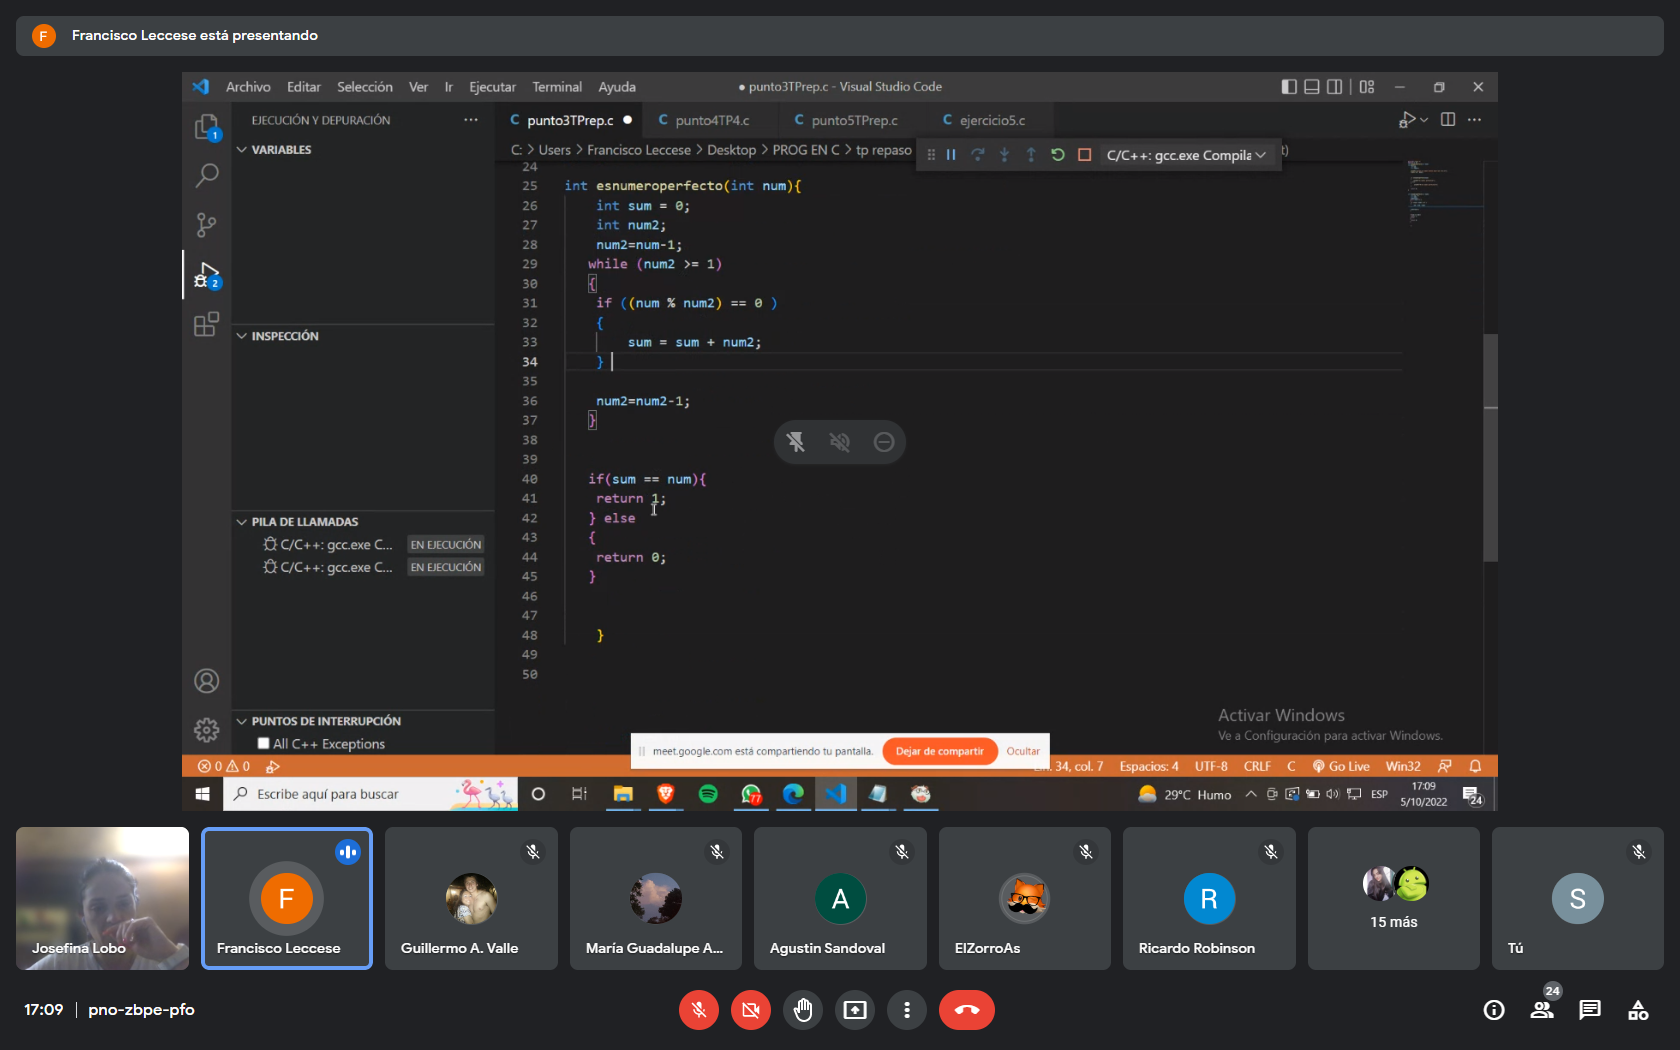 F Francisco Leccese está presentando
Archivo Editar Selección Ver Ir Ejecutar Terminal Ayuda
● punto3TPrep.c - Visual Studio Code
EJECUCIÓN Y DEPURACIÓN ···
C punto3TPrep.c ●
C punto4TP4.c
C punto5TPrep.c
C ejercicio5.c
C: > Users > Francisco Leccese > Desktop > PROG EN C > tp repaso
C/C++: gcc.exe Compila
t)
1
2
VARIABLES
INSPECCIÓN
PILA DE LLAMADAS
C/C++: gcc.exe C... EN EJECUCIÓN
C/C++: gcc.exe C... EN EJECUCIÓN
PUNTOS DE INTERRUPCIÓN
All C++ Exceptions
24
25 int esnumeroperfecto(int num){
26 int sum = 0;
27 int num2;
28 num2=num-1;
29 while (num2 >= 1)
30 {
31 if ((num % num2) == 0 )
32 {
33 sum = sum + num2;
34 }
35
36 num2=num2-1;
37 }
38
39
40 if(sum == num){
41 return 1;
42 } else
43 {
44 return 0;
45 }
46
47
48 }
49
50
Activar Windows
Ve a Configuración para activar Windows.
meet.google.com está compartiendo tu pantalla. Dejar de compartir Ocultar
0 0
34, col. 7 Espacios: 4 UTF-8 CRLF C Go Live Win32
Escribe aquí para buscar
77
29°C Humo
ESP
17:09
5/10/2022
24
Josefina Lobo
F
Francisco Leccese
Guillermo A. Valle
María Guadalupe A...
A
Agustin Sandoval
ElZorroAs
R
Ricardo Robinson
15 más
S
Tú
17:09 | pno-zbpe-pfo
24